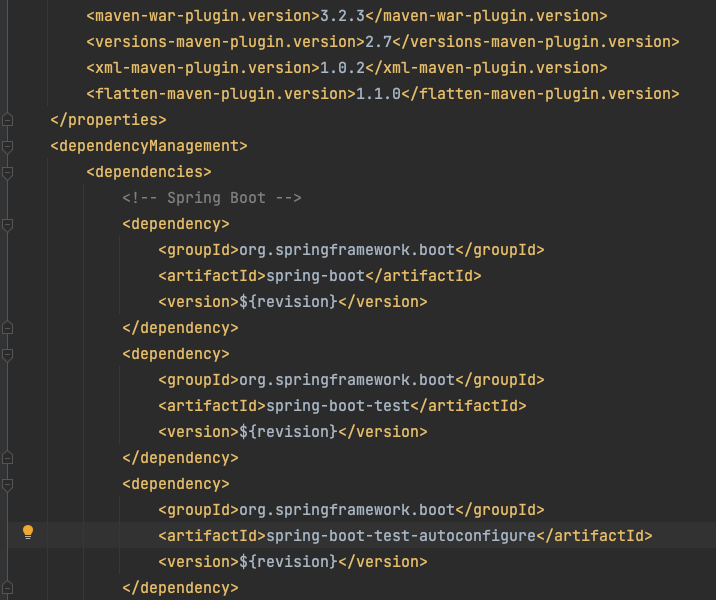 <maven-war-plugin.version>3.2.3</maven-war-plugin.version>
<versions-maven-plugin.version>2.7</versions-maven-plugin.version>
<xml-maven-plugin.version>1.0.2</xml-maven-plugin.version>
<flatten-maven-plugin.version>1.1.0</flatten-maven-plugin.version>
</properties>
<dependencyManagement>
<dependencies>
<!-- Spring Boot -->
<dependency>
<groupId>org.springframework.boot</groupId>
<artifactId>spring-boot</artifactId>
<version>${revision}</version>
</dependency>
<dependency>
<groupId>org.springframework.boot</groupId>
<artifactId>spring-boot-test</artifactId>
<version>${revision}</version>
</dependency>
<dependency>
<groupId>org.springframework.boot</groupId>
<artifactId>spring-boot-test-autoconfigure</artifactId>
<version>${revision}</version>
</dependency>